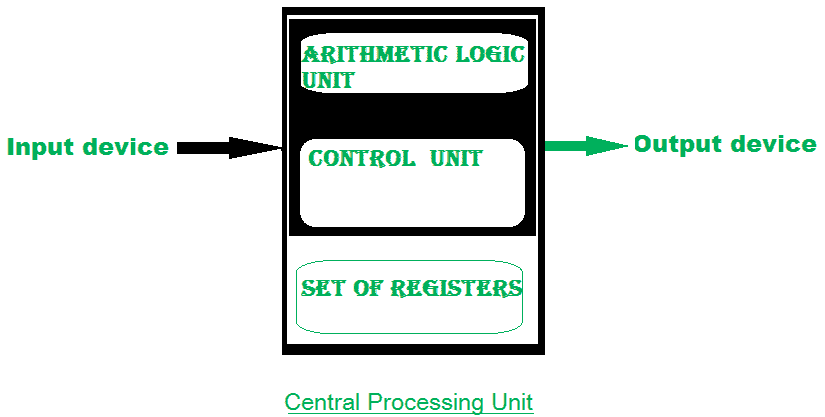 ARITHMETIC LOGIC
UNIT
Input device
Output device
CONTROL UNIT
SET OF REGISTERS
Central Processing Unit